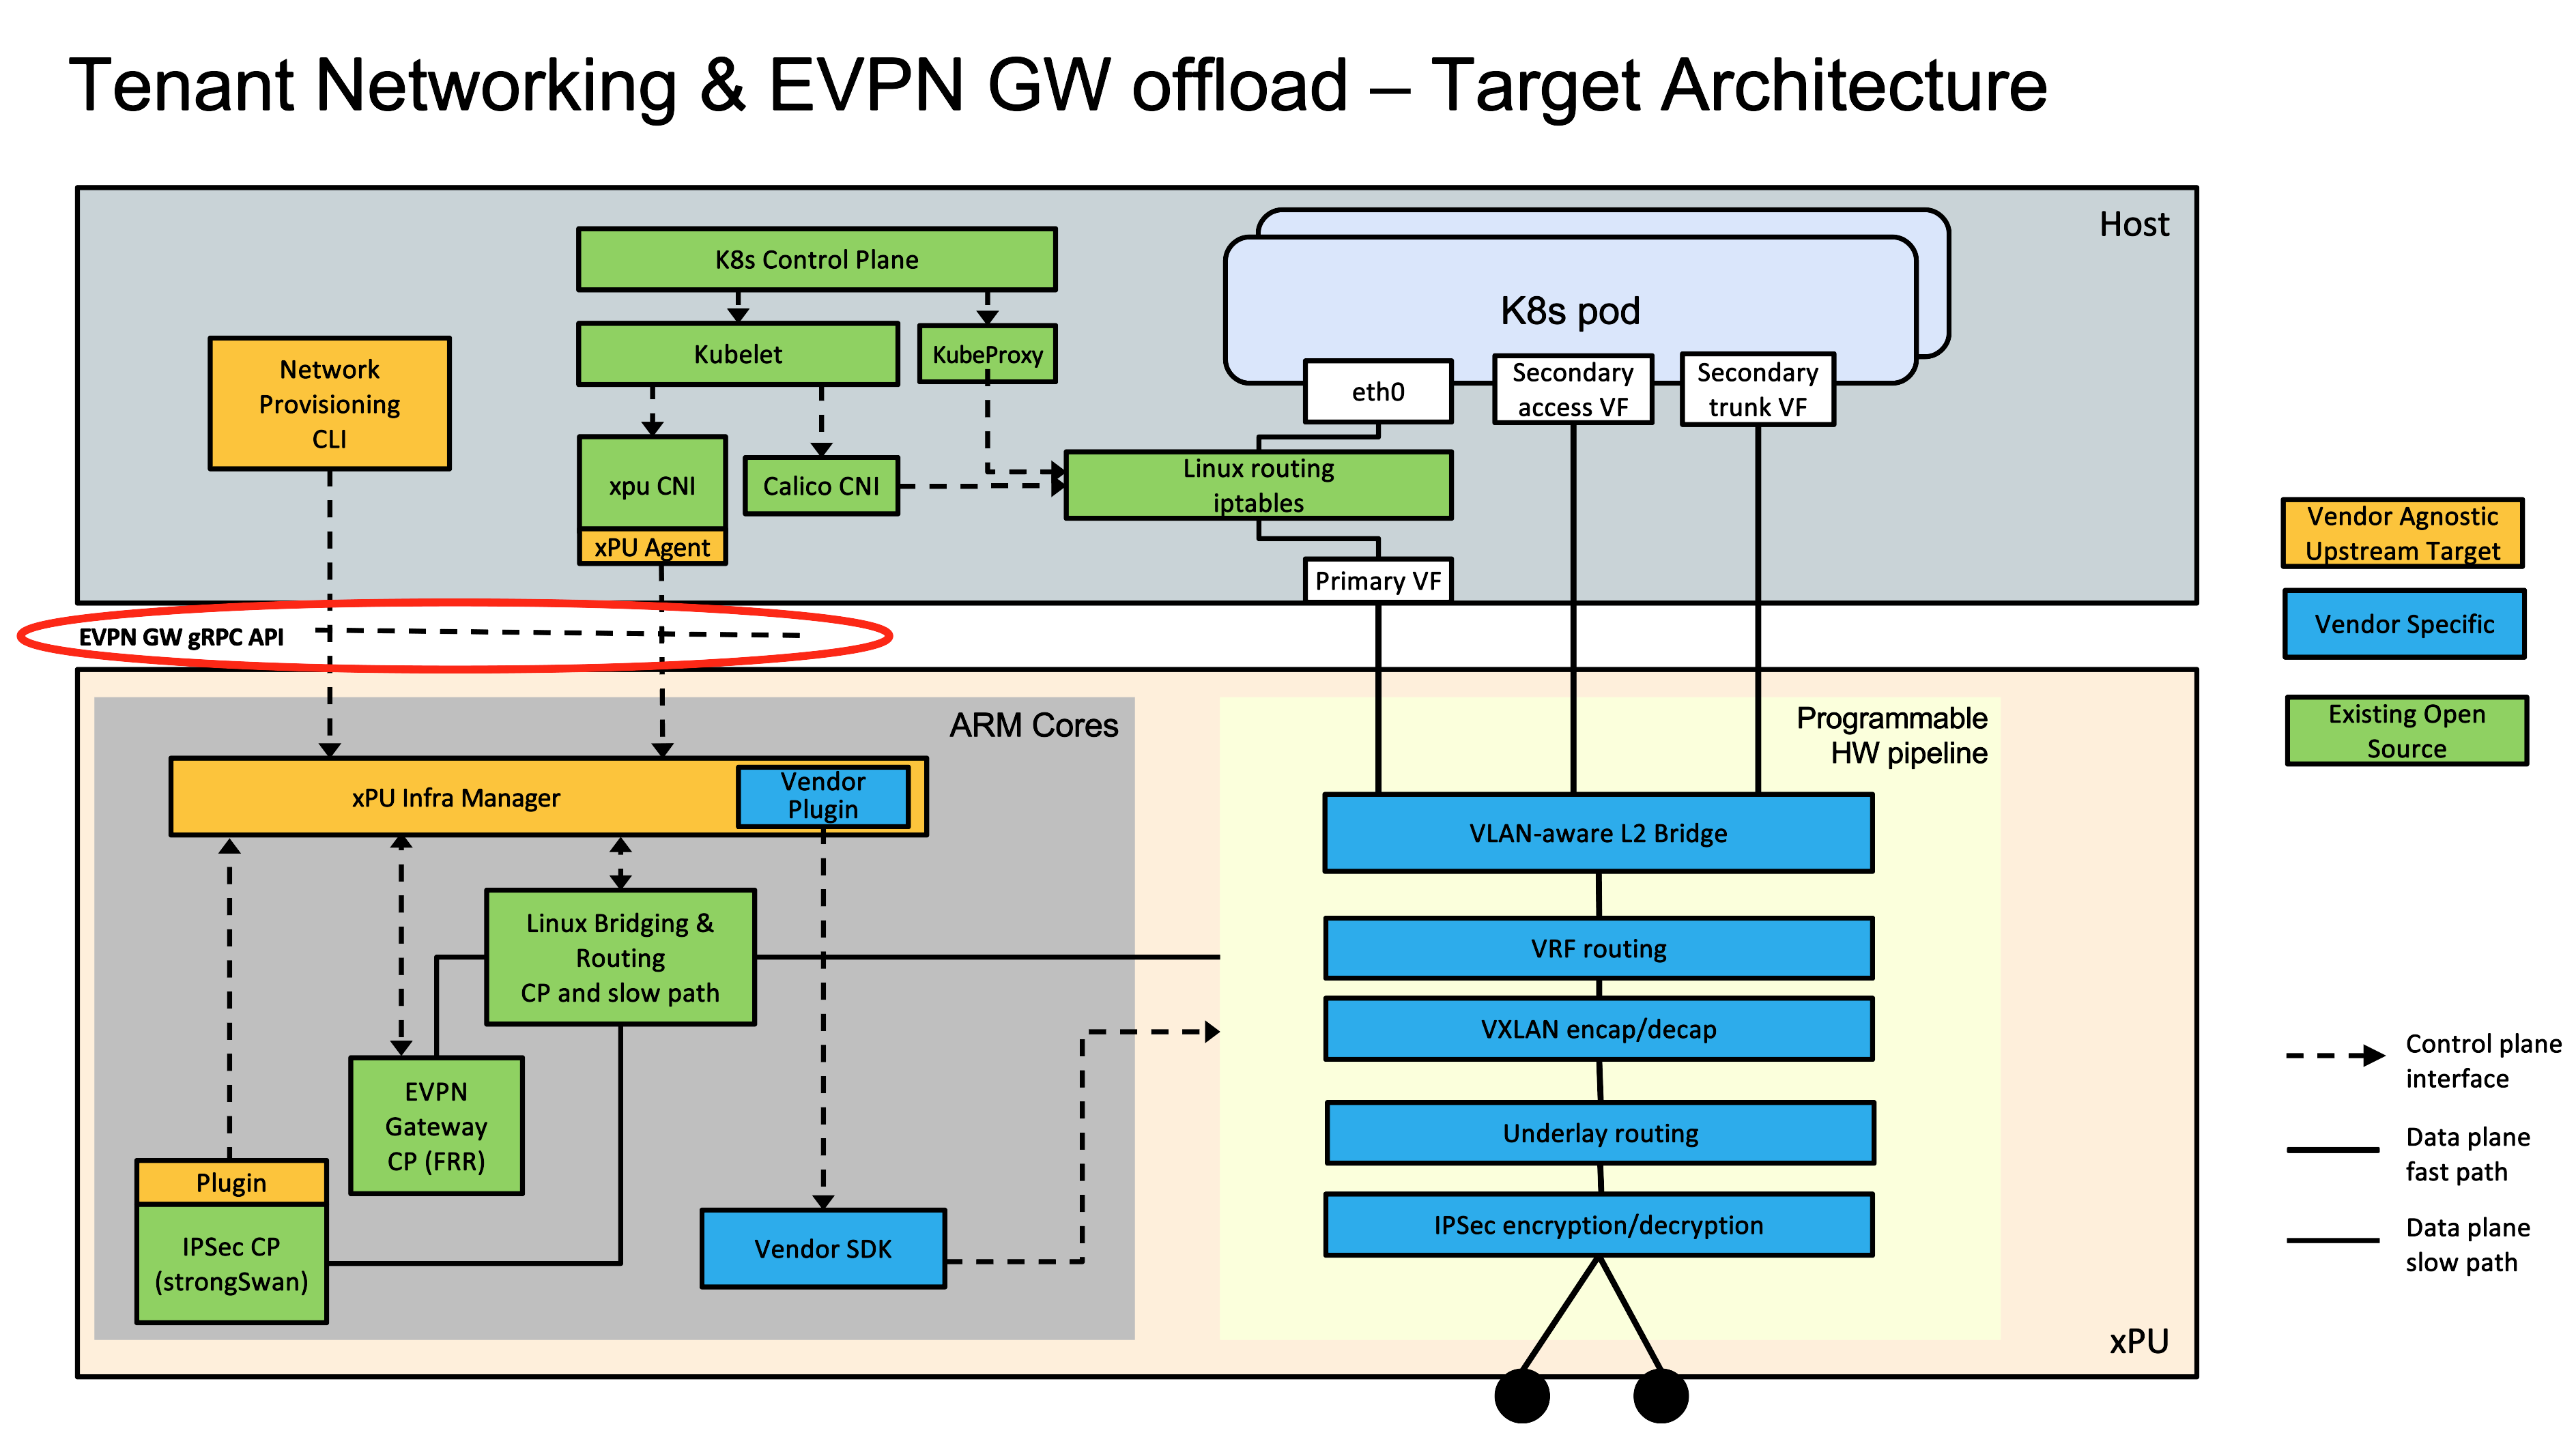 Tenant Networking & EVPN GW offload – Target Architecture
Host
K8s Control Plane
Kubelet
KubeProxy
Network
Provisioning
CLI
xpu CNI
xPU Agent
Calico CNI
Linux routing
iptables
K8s pod
eth0
Secondary
access VF
Secondary
trunk VF
Primary VF
EVPN GW gRPC API
Vendor Agnostic
Upstream Target
Vendor Specific
Existing Open
Source
ARM Cores
xPU Infra Manager
Vendor
Plugin
Linux Bridging &
Routing
CP and slow path
EVPN
Gateway
CP (FRR)
Plugin
IPSec CP
(strongSwan)
Vendor SDK
Programmable
HW pipeline
VLAN-aware L2 Bridge
VRF routing
VXLAN encap/decap
Underlay routing
IPSec encryption/decryption
xPU
Control plane
interface
Data plane
fast path
Data plane
slow path